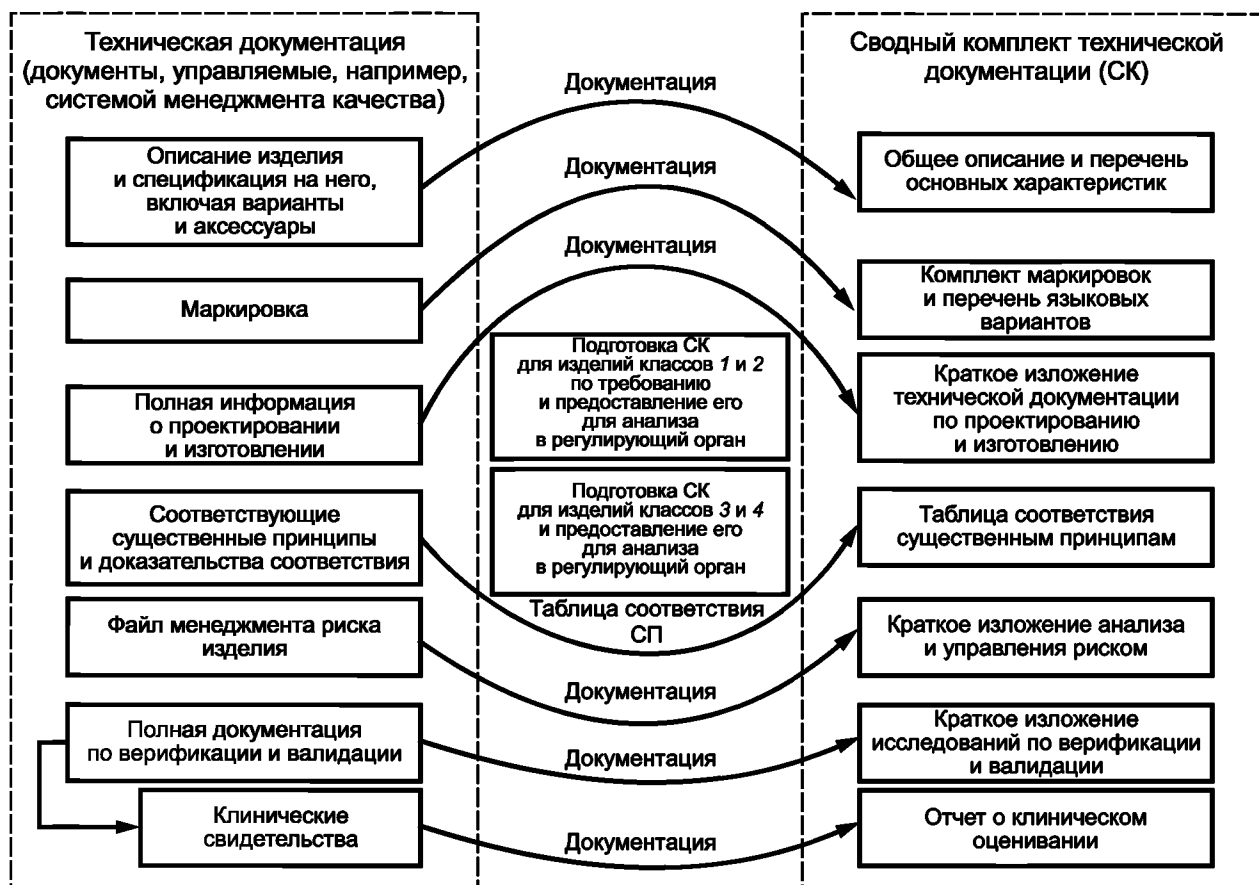 Техническая документация
(документы, управляемые, например,
системой менеджмента качества)
Описание изделия
и спецификация на него,
включая варианты
и аксессуары
Маркировка
Полная информация
о проектировании
и изготовлении
Соответствующие
существенные принципы
и доказательства соответствия
Файл менеджмента риска
изделия
Полная документация
по верификации и валидации
Клинические
свидетельства
Документация
Документация
Документация
Подготовка СК
для изделий классов 1 и 2
по требованию
и предоставление его
для анализа
в регулирующий орган
Подготовка СК
для изделий классов 3 и 4
и предоставление его
для анализа
в регулирующий орган
Таблица соответствия
СП
Документация
Документация
Документация
Сводный комплект технической
документации (СК)
Общее описание и перечень
основных характеристик
Комплект маркировок
и перечень языковых
вариантов
Краткое изложение
технической документации
по проектированию
и изготовлению
Таблица соответствия
существенным принципам
Краткое изложение анализа
и управления риском
Краткое изложение
исследований по верификации
и валидации
Отчет о клиническом
оценивании